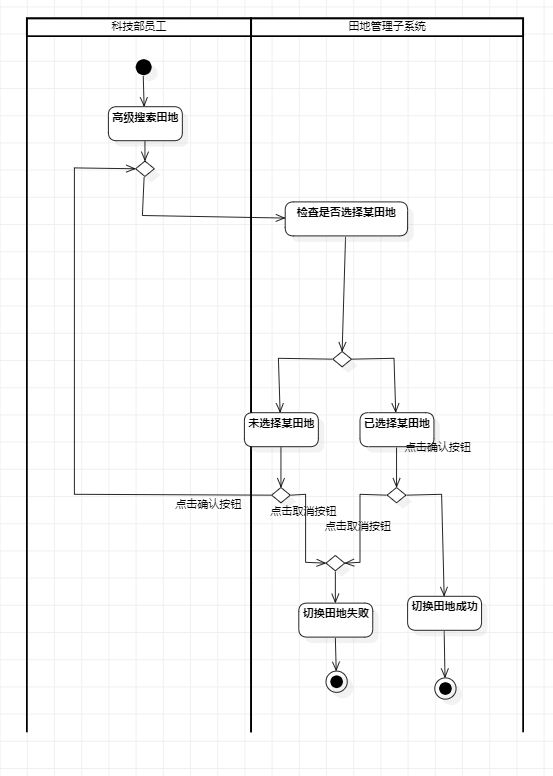 科技部员工
田地管理子系统
高级搜索田地
检查是否选择某田地
未选择某田地
已选择某田地
点击确认按钮
点击确认按钮
点击取消按钮
点击取消按钮
切换田地失败
切换田地成功